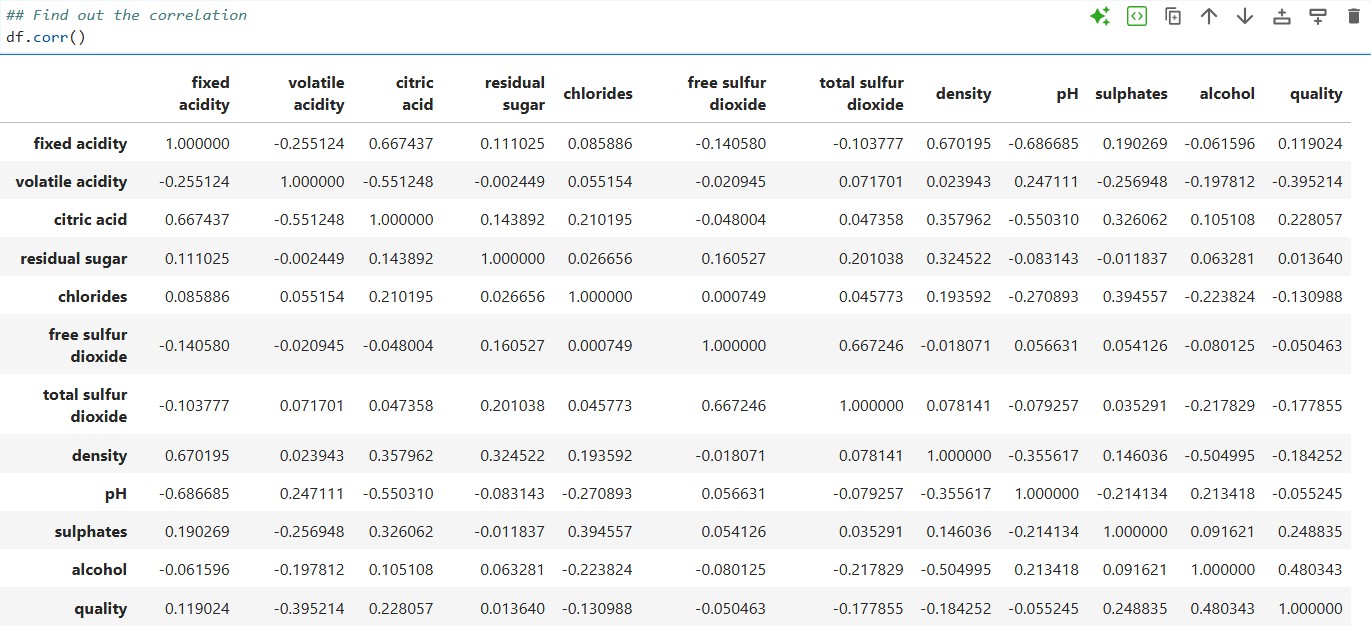 ## Find out the correlation
df.corr()
fixed acidity volatile acidity citric acid residual sugar chlorides free sulfur dioxide total sulfur dioxide density pH sulphates alcohol quality
fixed acidity 1.000000 -0.255124 0.667437 0.111025 0.085886 -0.140580 -0.103777 0.670195 -0.686685 0.190269 -0.061596 0.119024
volatile acidity -0.255124 1.000000 -0.551248 -0.002449 0.055154 -0.020945 0.071701 0.023943 0.247111 -0.256948 -0.197812 -0.395214
citric acid 0.667437 -0.551248 1.000000 0.143892 0.210195 -0.048004 0.047358 0.357962 -0.550310 0.326062 0.105108 0.228057
residual sugar 0.111025 -0.002449 0.143892 1.000000 0.026656 0.160527 0.201038 0.324522 -0.083143 -0.011837 0.063281 0.013640
chlorides 0.085886 0.055154 0.210195 0.026656 1.000000 0.000749 0.045773 0.193592 -0.270893 0.394557 -0.223824 -0.130988
free sulfur dioxide -0.140580 -0.020945 -0.048004 0.160527 0.000749 1.000000 0.667246 -0.018071 0.056631 0.054126 -0.080125 -0.050463
total sulfur dioxide -0.103777 0.071701 0.047358 0.201038 0.045773 0.667246 1.000000 0.078141 -0.079257 0.035291 -0.217829 -0.177855
density 0.670195 0.023943 0.357962 0.324522 0.193592 -0.018071 0.078141 1.000000 -0.355617 0.146036 -0.504995 -0.184252
pH -0.686685 0.247111 -0.550310 -0.083143 -0.270893 0.056631 -0.079257 -0.355617 1.000000 -0.214134 0.213418 -0.055245
sulphates 0.190269 -0.256948 0.326062 -0.011837 0.394557 0.054126 0.035291 0.146036 -0.214134 1.000000 0.091621 0.248835
alcohol -0.061596 -0.197812 0.105108 0.063281 -0.223824 -0.080125 -0.217829 -0.504995 0.213418 0.091621 1.000000 0.480343
quality 0.119024 -0.395214 0.228057 0.013640 -0.130988 -0.050463 -0.177855 -0.184252 -0.055245 0.248835 0.480343 1.000000